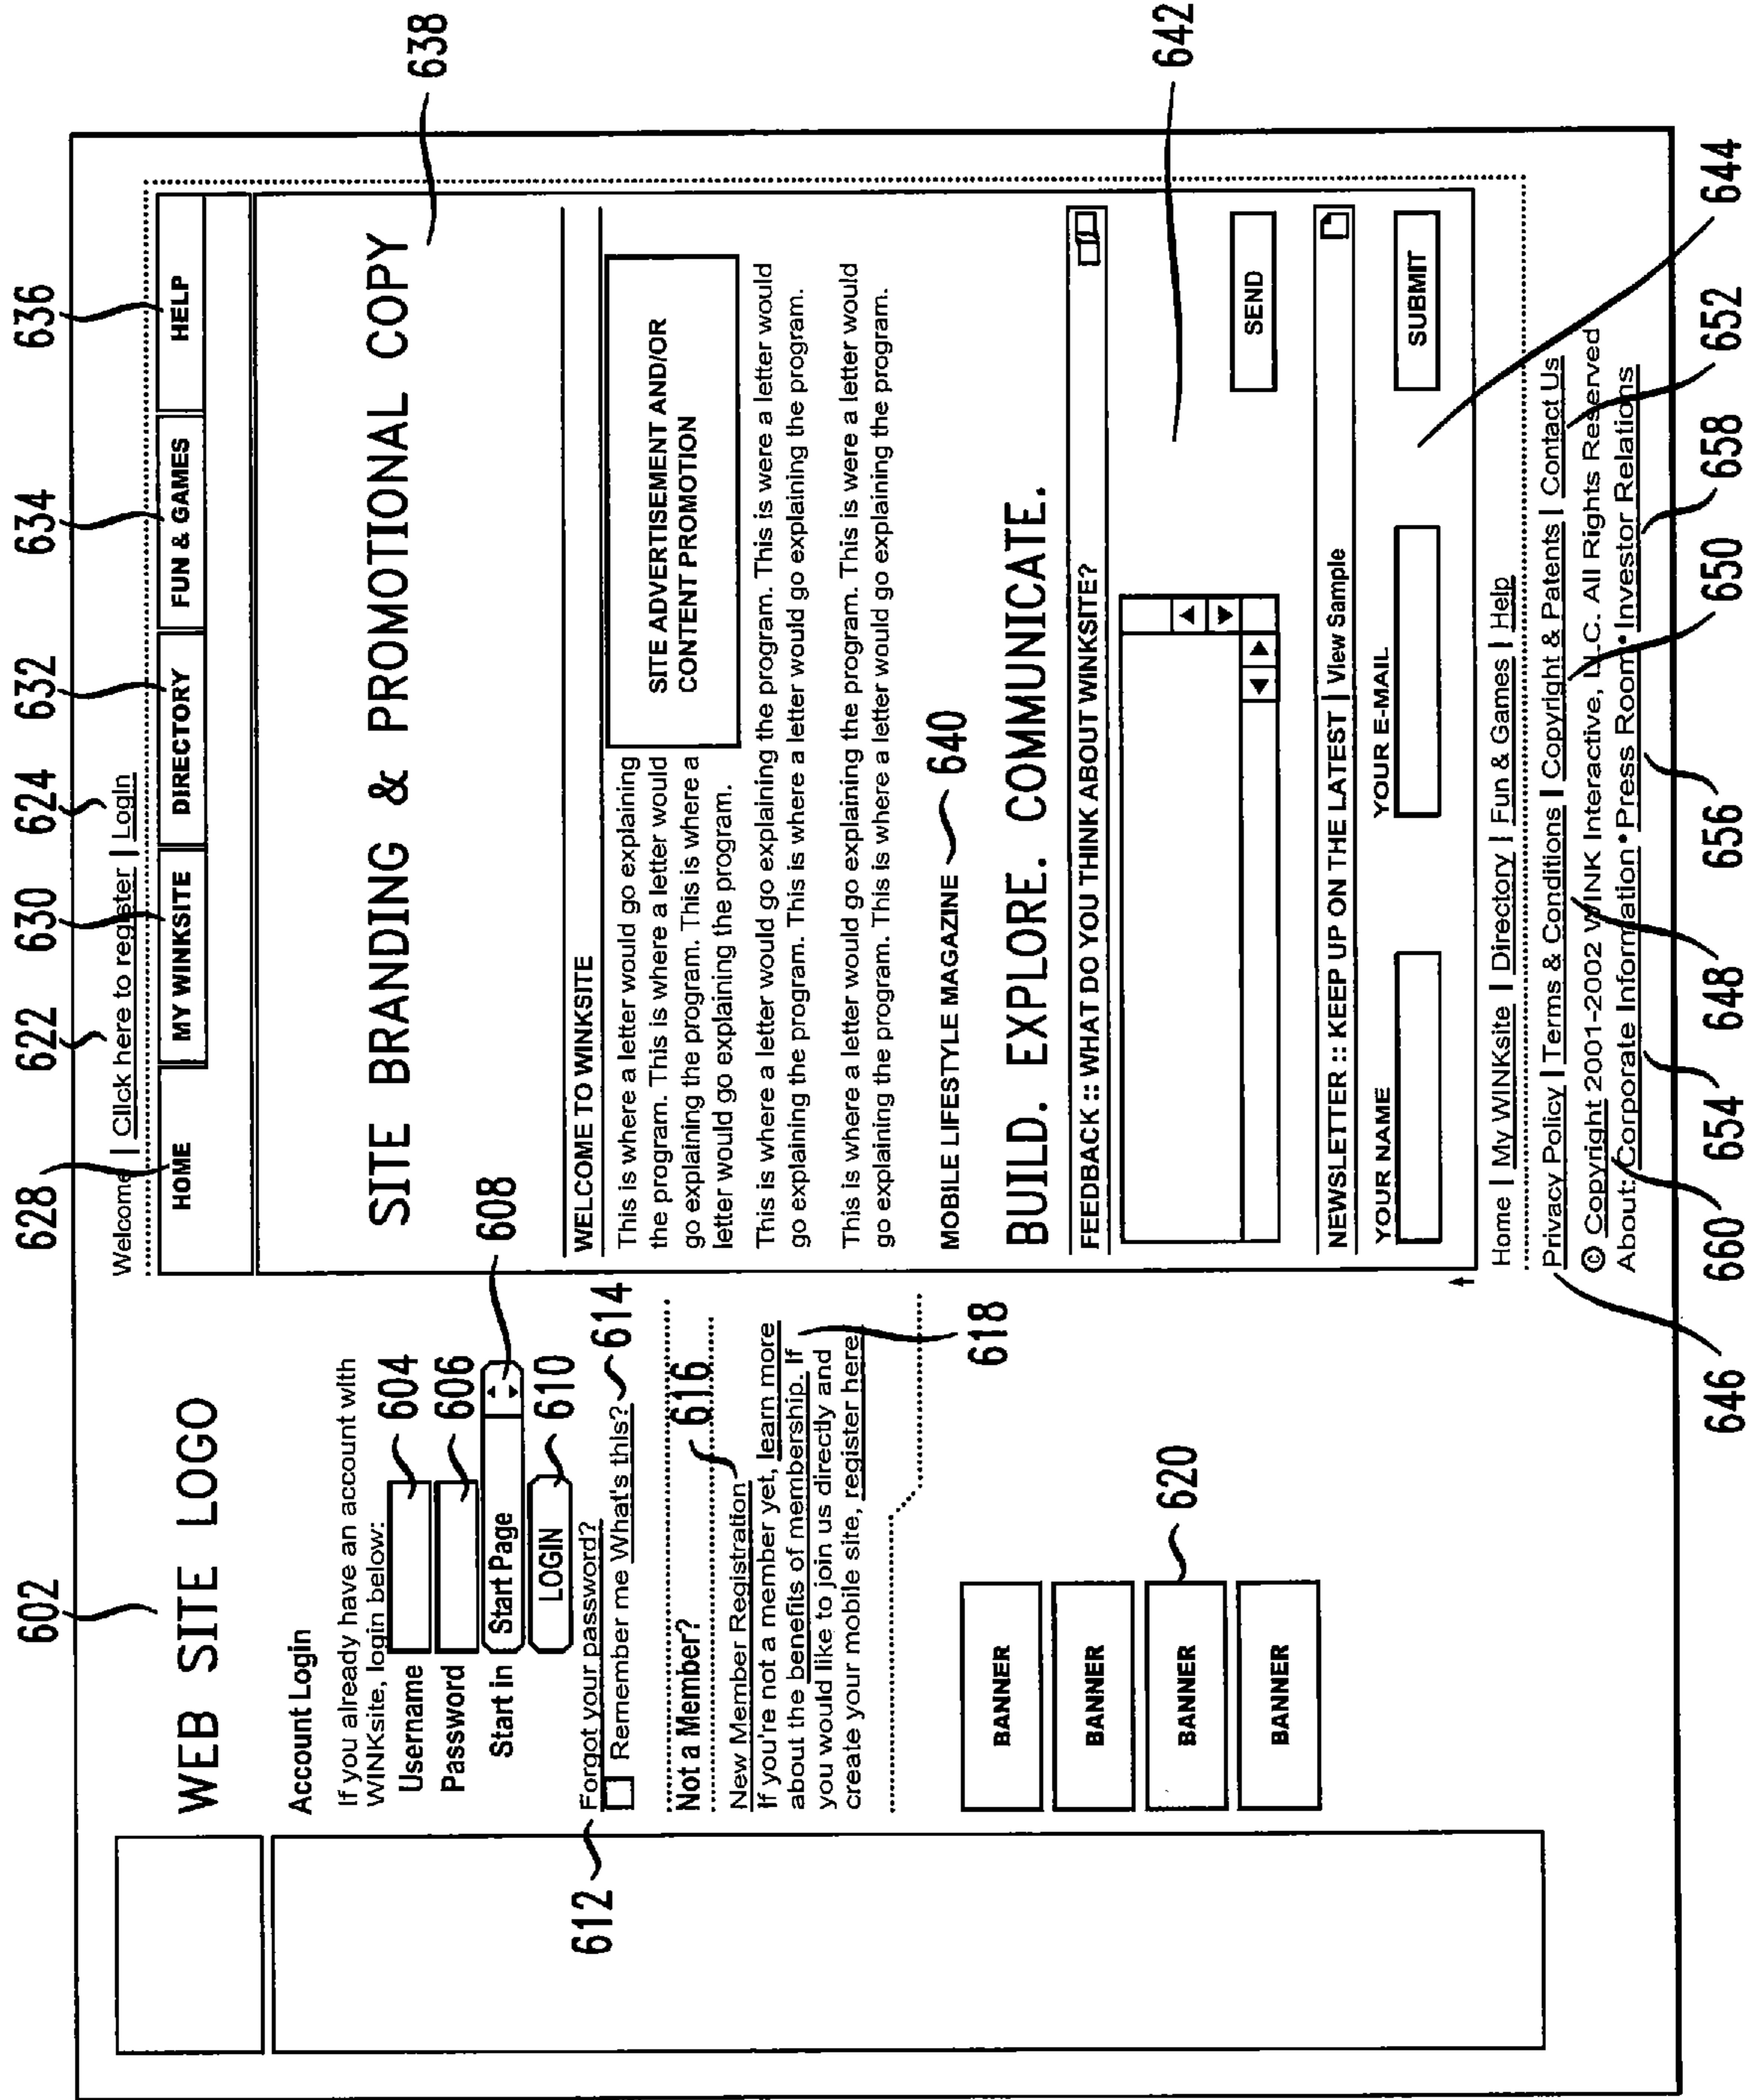 602
WEB SITE LOGO
Account Login
If you already have an account with
WINKsite, login below:
Username
604
Password
606
Start in
Start Page
608
LOGIN
610
612
Forgot your password?
Remember me What's this?
614
Not a Member?
616
New Member Registration
If you're not a member yet, learn more
about the benefits of membership. If
you would like to join us directly and
create your mobile site, register here
618
BANNER
BANNER
BANNER
620
BANNER
628 622 630 624 632 634 636
Welcome | Click here to register | Login
HOME
MY WINKSITE
DIRECTORY
FUN & GAMES
HELP
SITE BRANDING & PROMOTIONAL COPY
638
WELCOME TO WINKSITE
This is where a letter would go explaining
the program. This is where a letter would
go explaining the program. This is where a
letter would go explaining the program.
SITE ADVERTISEMENT AND/OR
CONTENT PROMOTION
This is where a letter would go explaining the program. This is were a letter would
go explaining the program. This is where a letter would go explaining the program.
This is where a letter would go explaining the program. This is were a letter would
go explaining the program. This is where a letter would go explaining the program.
MOBILE LIFESTYLE MAGAZINE
640
BUILD. EXPLORE. COMMUNICATE.
FEEDBACK :: WHAT DO YOU THINK ABOUT WINKSITE?
642
SEND
NEWSLETTER :: KEEP UP ON THE LATEST | View Sample
YOUR NAME
YOUR E-MAIL
SUBMIT
644
Home | My WINKsite | Directory | Fun & Games | Help
Privacy Policy | Terms & Conditions | Copyright & Patents | Contact Us
© Copyright 2001-2002 WINK Interactive, LLC. All Rights Reserved
About: Corporate Information • Press Room • Investor Relations
646 660 654 648 656 650 658 652